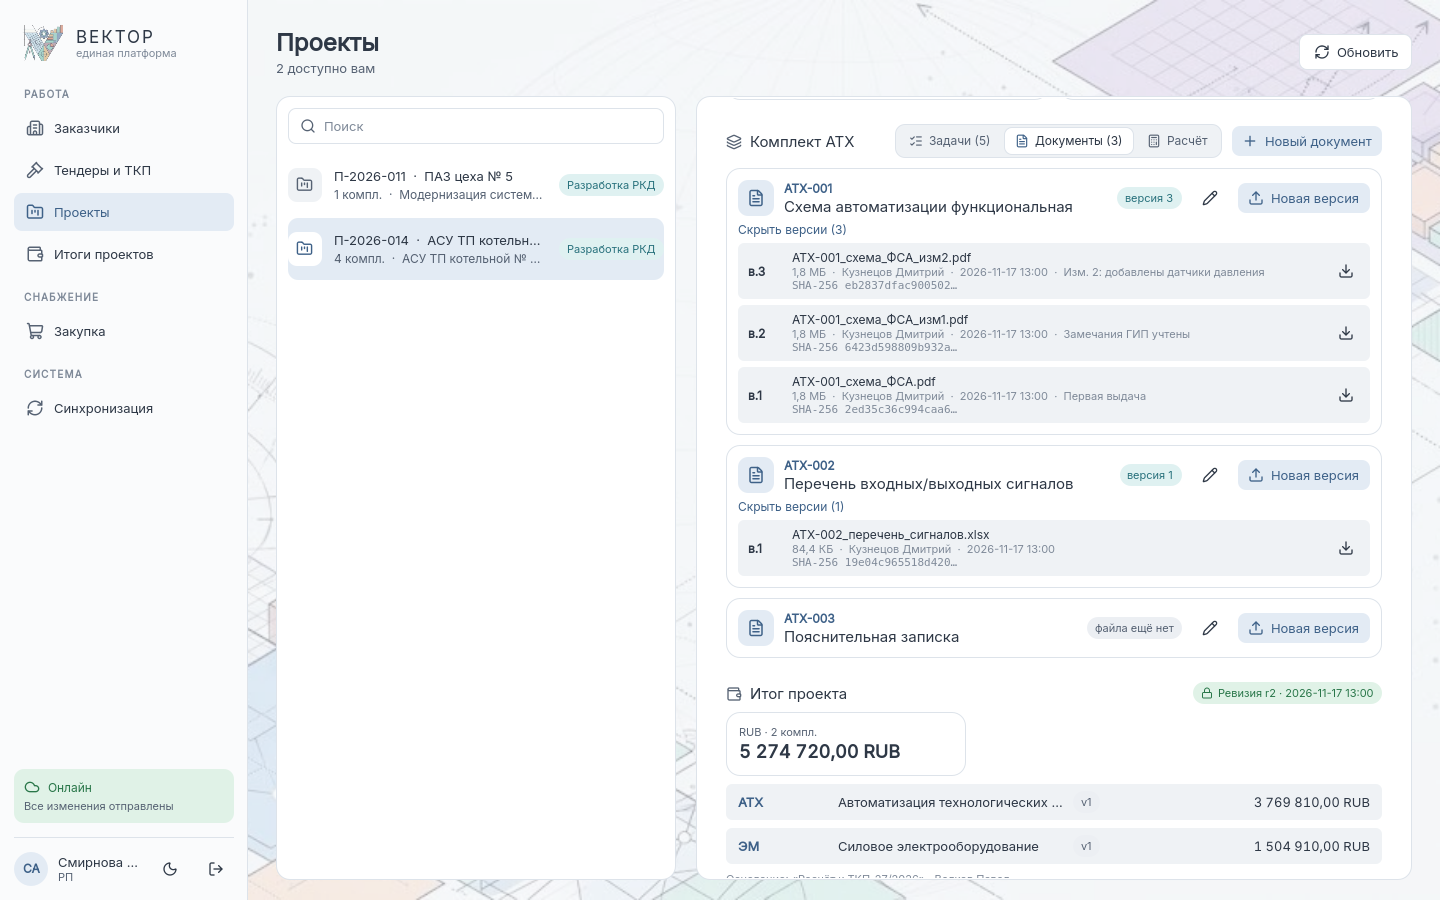 ВЕКТОР
единая платформа
РАБОТА
Заказчики
Тендеры и ТКП
Проекты
Итоги проектов
СНАБЖЕНИЕ
Закупка
СИСТЕМА
Синхронизация
Онлайн
Все изменения отправлены
СА
Смирнова ...
РП
Проекты
2 доступно вам
Обновить
Поиск
П-2026-011 · ПАЗ цеха № 5
1 компл. · Модернизация систем...
Разработка РКД
П-2026-014 · АСУ ТП котельн...
4 компл. · АСУ ТП котельной № ...
Разработка РКД
Комплект АТХ
Задачи (5)
Документы (3)
Расчёт
Новый документ
АТХ-001
Схема автоматизации функциональная
версия 3
Новая версия
Скрыть версии (3)
в.3
АТХ-001_схема_ФСА_изм2.pdf
1,8 МБ · Кузнецов Дмитрий · 2026-11-17 13:00 · Изм. 2: добавлены датчики давления
SHA-256 eb2837dfac900502…
в.2
АТХ-001_схема_ФСА_изм1.pdf
1,8 МБ · Кузнецов Дмитрий · 2026-11-17 13:00 · Замечания ГИП учтены
SHA-256 6423d598809b932a…
в.1
АТХ-001_схема_ФСА.pdf
1,8 МБ · Кузнецов Дмитрий · 2026-11-17 13:00 · Первая выдача
SHA-256 2ed35c36c994caa6…
АТХ-002
Перечень входных/выходных сигналов
версия 1
Новая версия
Скрыть версии (1)
в.1
АТХ-002_перечень_сигналов.xlsx
84,4 КБ · Кузнецов Дмитрий · 2026-11-17 13:00
SHA-256 19e04c965518d420…
АТХ-003
Пояснительная записка
файла ещё нет
Новая версия
Итог проекта
Ревизия r2 · 2026-11-17 13:00
RUB · 2 компл.
5 274 720,00 RUB
АТХ
Автоматизация технологических ...
v1
3 769 810,00 RUB
ЭМ
Силовое электрооборудование
v1
1 504 910,00 RUB